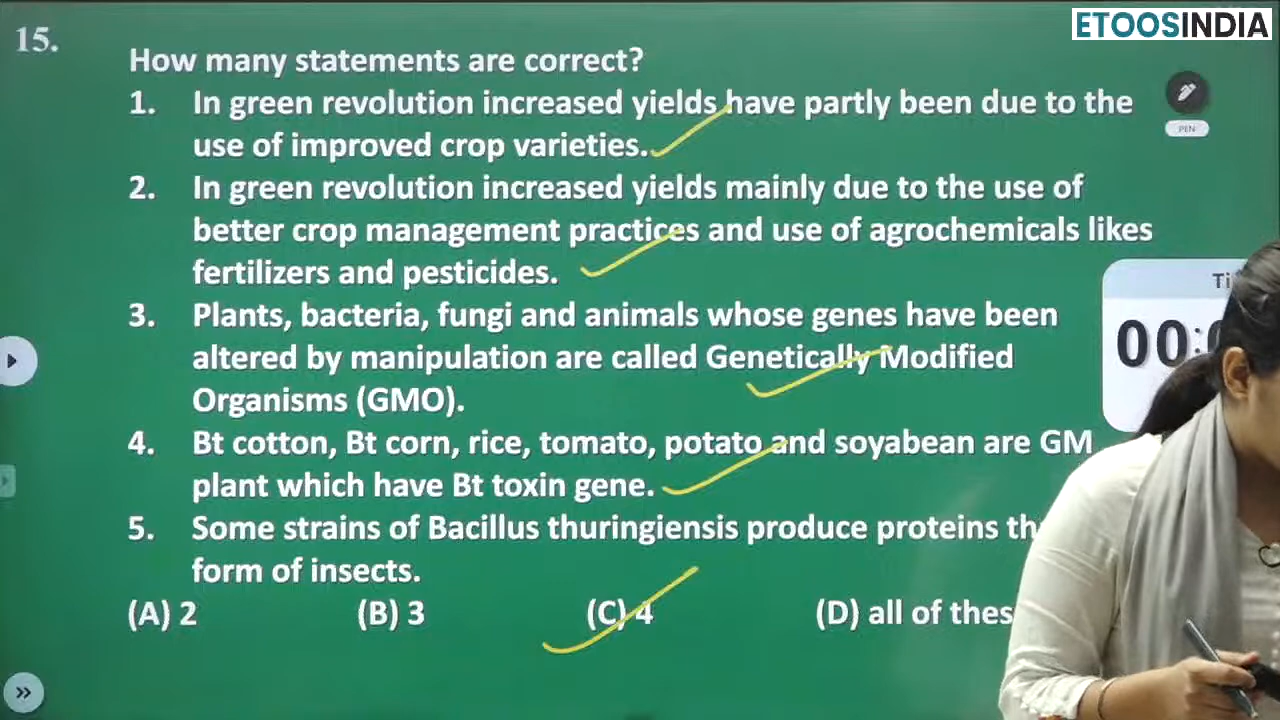 ETOOSINDIA
15.
How many statements are correct?
1. In green revolution increased yields have partly been due to the
use of improved crop varieties.
PEN
2. In green revolution increased yields mainly due to the use of
better crop management practices and use of agrochemicals likes
fertilizers and pesticides.
3. Plants, bacteria, fungi and animals whose genes have been
altered by manipulation are called Genetically Modified
Organisms (GMO).
00:
4. Bt cotton, Bt corn, rice, tomato, potato and soyabean are GM
plant which have Bt toxin gene.
5. Some strains of Bacillus thuringiensis produce proteins
form of insects.
(A) 2 (B) 3 (C) 4 (D) all of